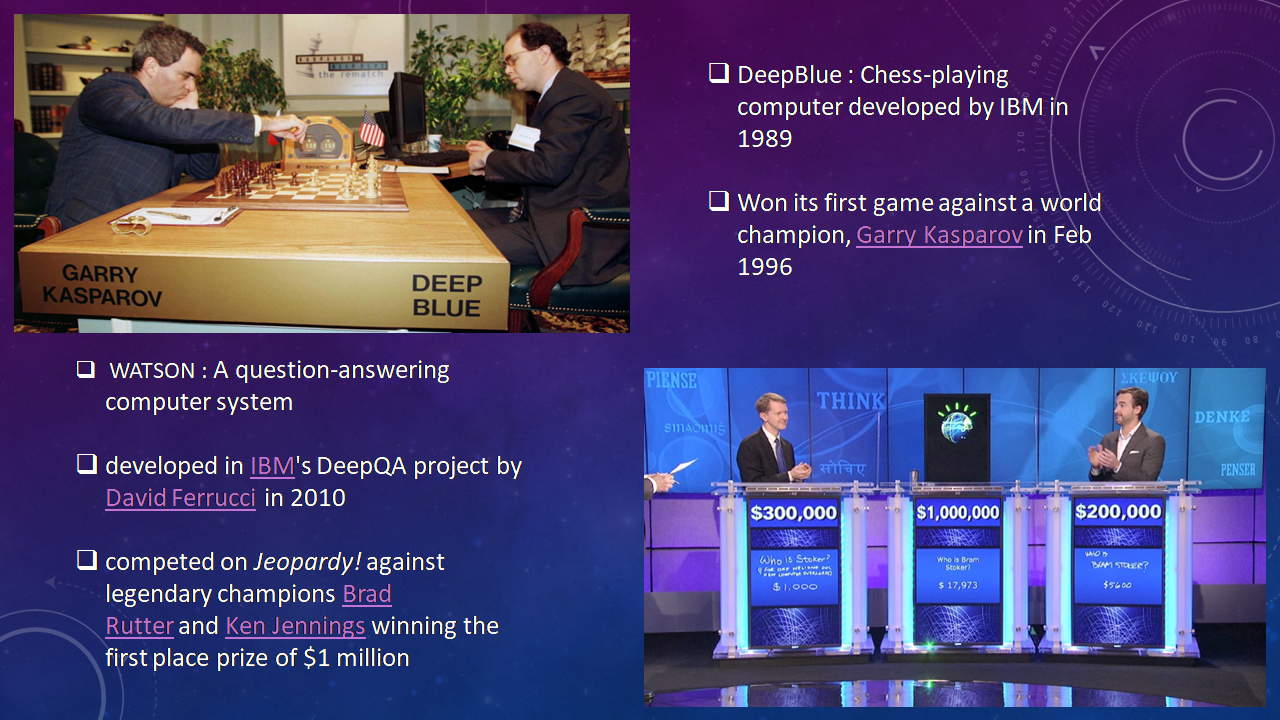 the rematch
GARRY
KASPAROV
DEEP
BLUE
❑ DeepBlue : Chess-playing
computer developed by IBM in
1989
❑ Won its first game against a world
champion, Garry Kasparov in Feb
1996
❑ WATSON : A question-answering
computer system
❑ developed in IBM's DeepQA project by
David Ferrucci in 2010
❑ competed on Jeopardy! against
legendary champions Brad
Rutter and Ken Jennings winning the
first place prize of $1 million
PIENSE
THINK
ΣΚΕΨΟΥ
DENKE
सोचिए
PENSER
$300,000
$1,000,000
$200,000
Who is Stoker?
$1,000
Who is Bram
Stoker?
$ 17,973
WHO IS
BRAM STOKER?
$5600